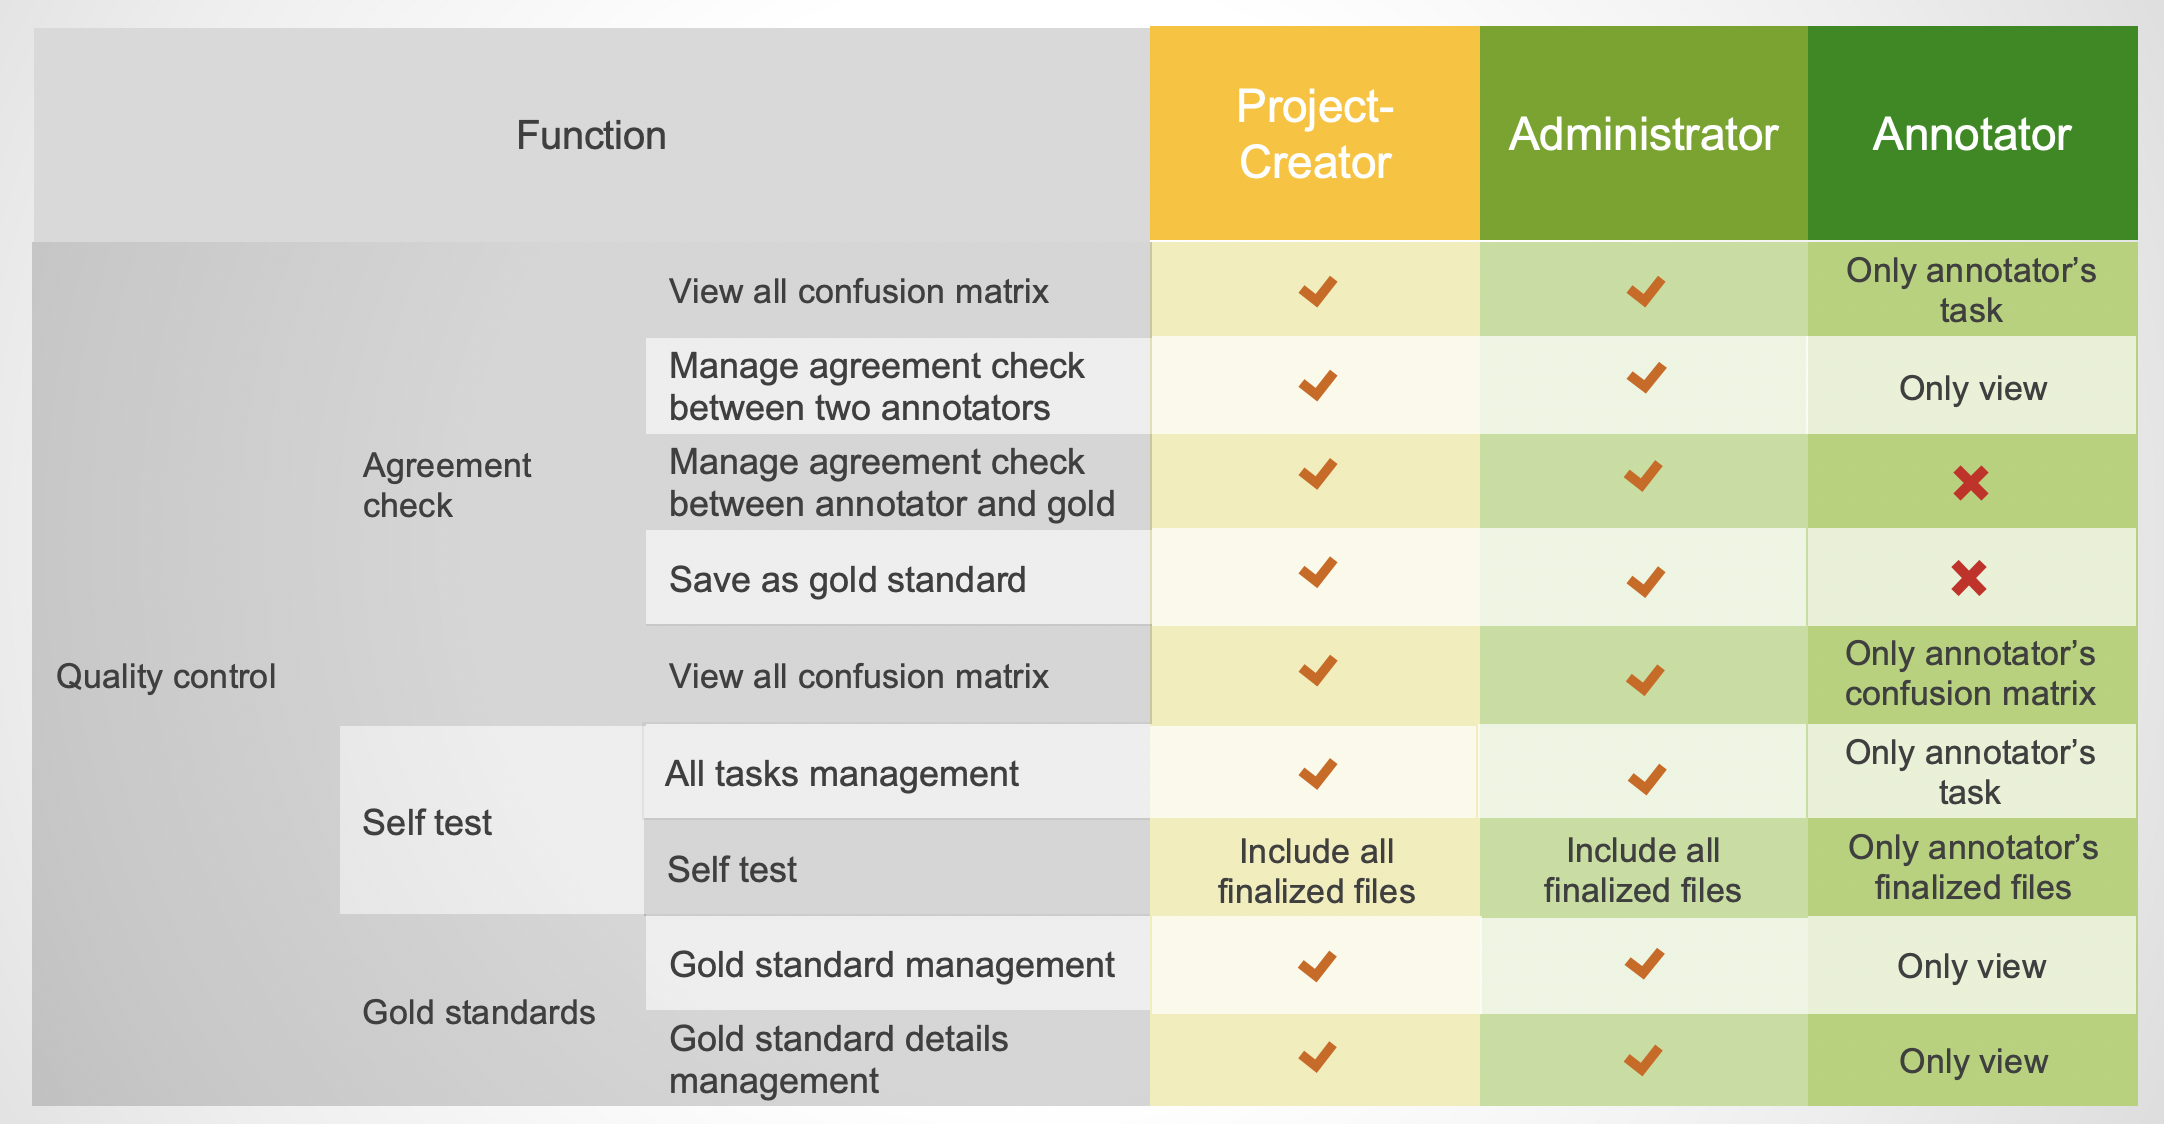 Function
Project-
Creator
Administrator
Annotator
Quality control
Agreement
check
View all confusion matrix
Only annotator’s
task
Manage agreement check
between two annotators
Only view
Manage agreement check
between annotator and gold
Save as gold standard
View all confusion matrix
Only annotator’s
confusion matrix
Self test
All tasks management
Only annotator’s
task
Self test
Include all
finalized files
Include all
finalized files
Only annotator’s
finalized files
Gold standards
Gold standard management
Only view
Gold standard details
management
Only view